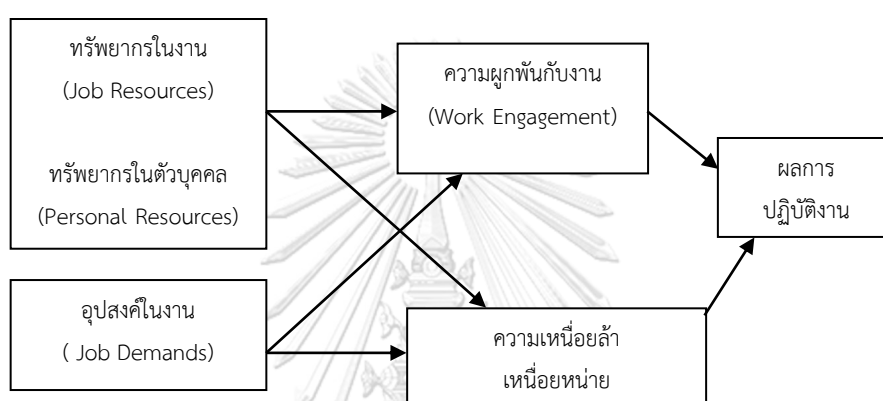 ทรัพยากรในงาน
(Job Resources)
ทรัพยากรในตัวบุคคล
(Personal Resources)
อุปสงค์ในงาน
( Job Demands)
ความผูกพันกับงาน
(Work Engagement)
ความเหนื่อยล้า
เหนื่อยหน่าย
ผลการ
ปฏิบัติงาน